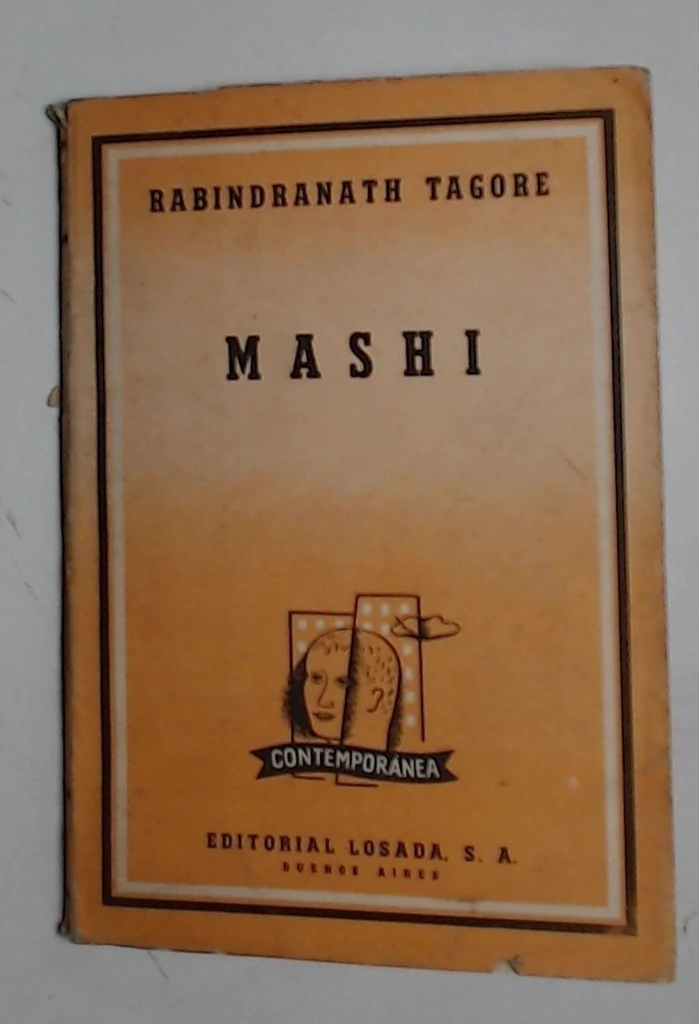 RABINDRANATH TAGORE
MASHI
CONTEMPORÁNEA
EDITORIAL LOSADA, S. A.
BUENOS AIRES